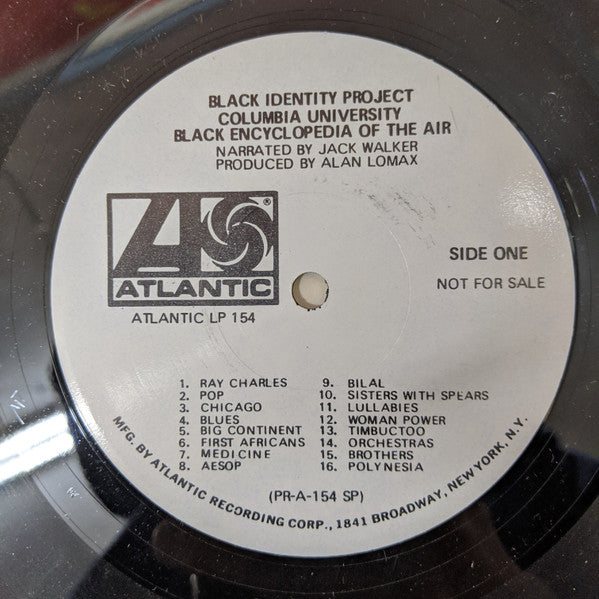 BLACK IDENTITY PROJECT
COLUMBIA UNIVERSITY
BLACK ENCYCLOPEDIA OF THE AIR
NARRATED BY JACK WALKER
PRODUCED BY ALAN LOMAX
A ®
ATLANTIC
ATLANTIC LP 154
SIDE ONE
NOT FOR SALE
1. RAY CHARLES
2. POP
3. CHICAGO
4. BLUES
5. BIG CONTINENT
6. FIRST AFRICANS
7. MEDICINE
8. AESOP
9. BILAL
10. SISTERS WITH SPEARS
11. LULLABIES
12. WOMAN POWER
13. TIMBUCTOO
14. ORCHESTRAS
15. BROTHERS
16. POLYNESIA
(PR-A-154 SP)
MFG. BY ATLANTIC RECORDING CORP., 1841 BROADWAY, NEW YORK, N.Y.